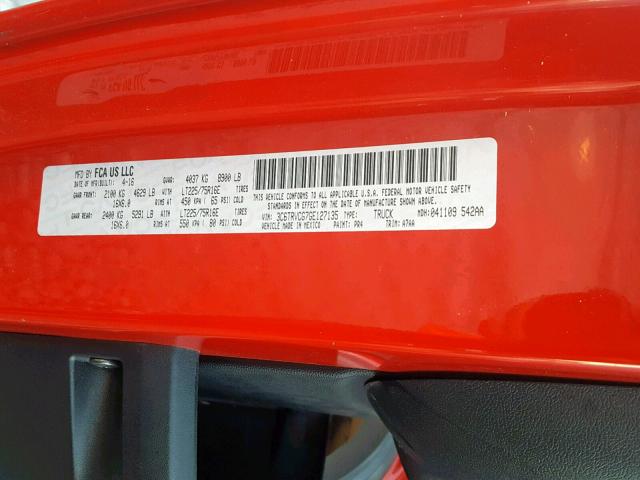 MFD BY FCA US LLC
DATE OF MFR(BUILT): 4-16 GVWR: 4037 KG 8900 LB
GAWR FRONT: 2100 KG 4629 LB WITH LT225/75R16E TIRES
16X6.0 RIMS AT 450 KPA ( 65 PSI) COLD
GAWR REAR: 2400 KG 5291 LB WITH LT225/75R16E TIRES
16X6.0 RIMS AT 550 KPA ( 80 PSI) COLD
THIS VEHICLE CONFORMS TO ALL APPLICABLE U.S.A. FEDERAL MOTOR VEHICLE SAFETY
STANDARDS IN EFFECT ON THE DATE OF MANUFACTURE SHOWN ABOVE.
VIN: 3C6TRVCG7GE127135 TYPE: TRUCK MDH:041109 542AA
VEHICLE MADE IN MEXICO PAINT: PR4 TRIM: A7AA